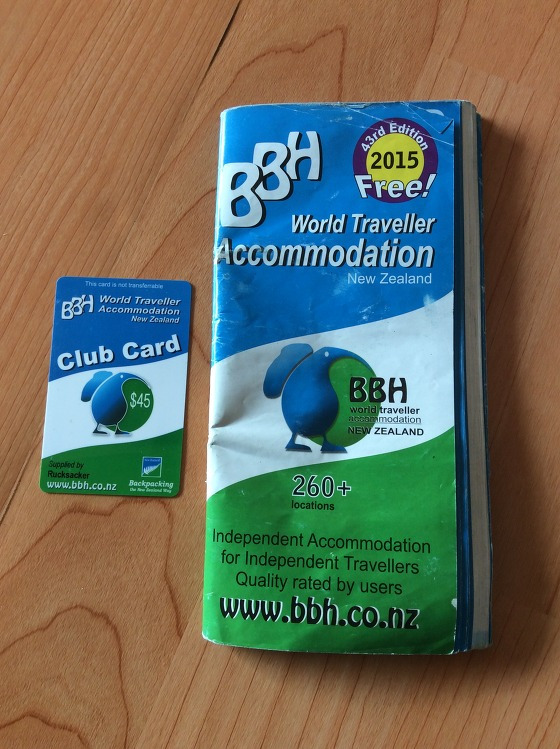 This card is not transferrable
BBH World Traveller
Accommodation
New Zealand
Club Card
$45
Supplied by
Rucksacker
www.bbh.co.nz
Backpacking
the New Zealand Way
BBH
43rd Edition
2015
Free!
World Traveller
Accommodation
New Zealand
BBH
world traveller
accommodation
NEW ZEALAND
260+
locations
Independent Accommodation
for Independent Travellers
Quality rated by users
www.bbh.co.nz